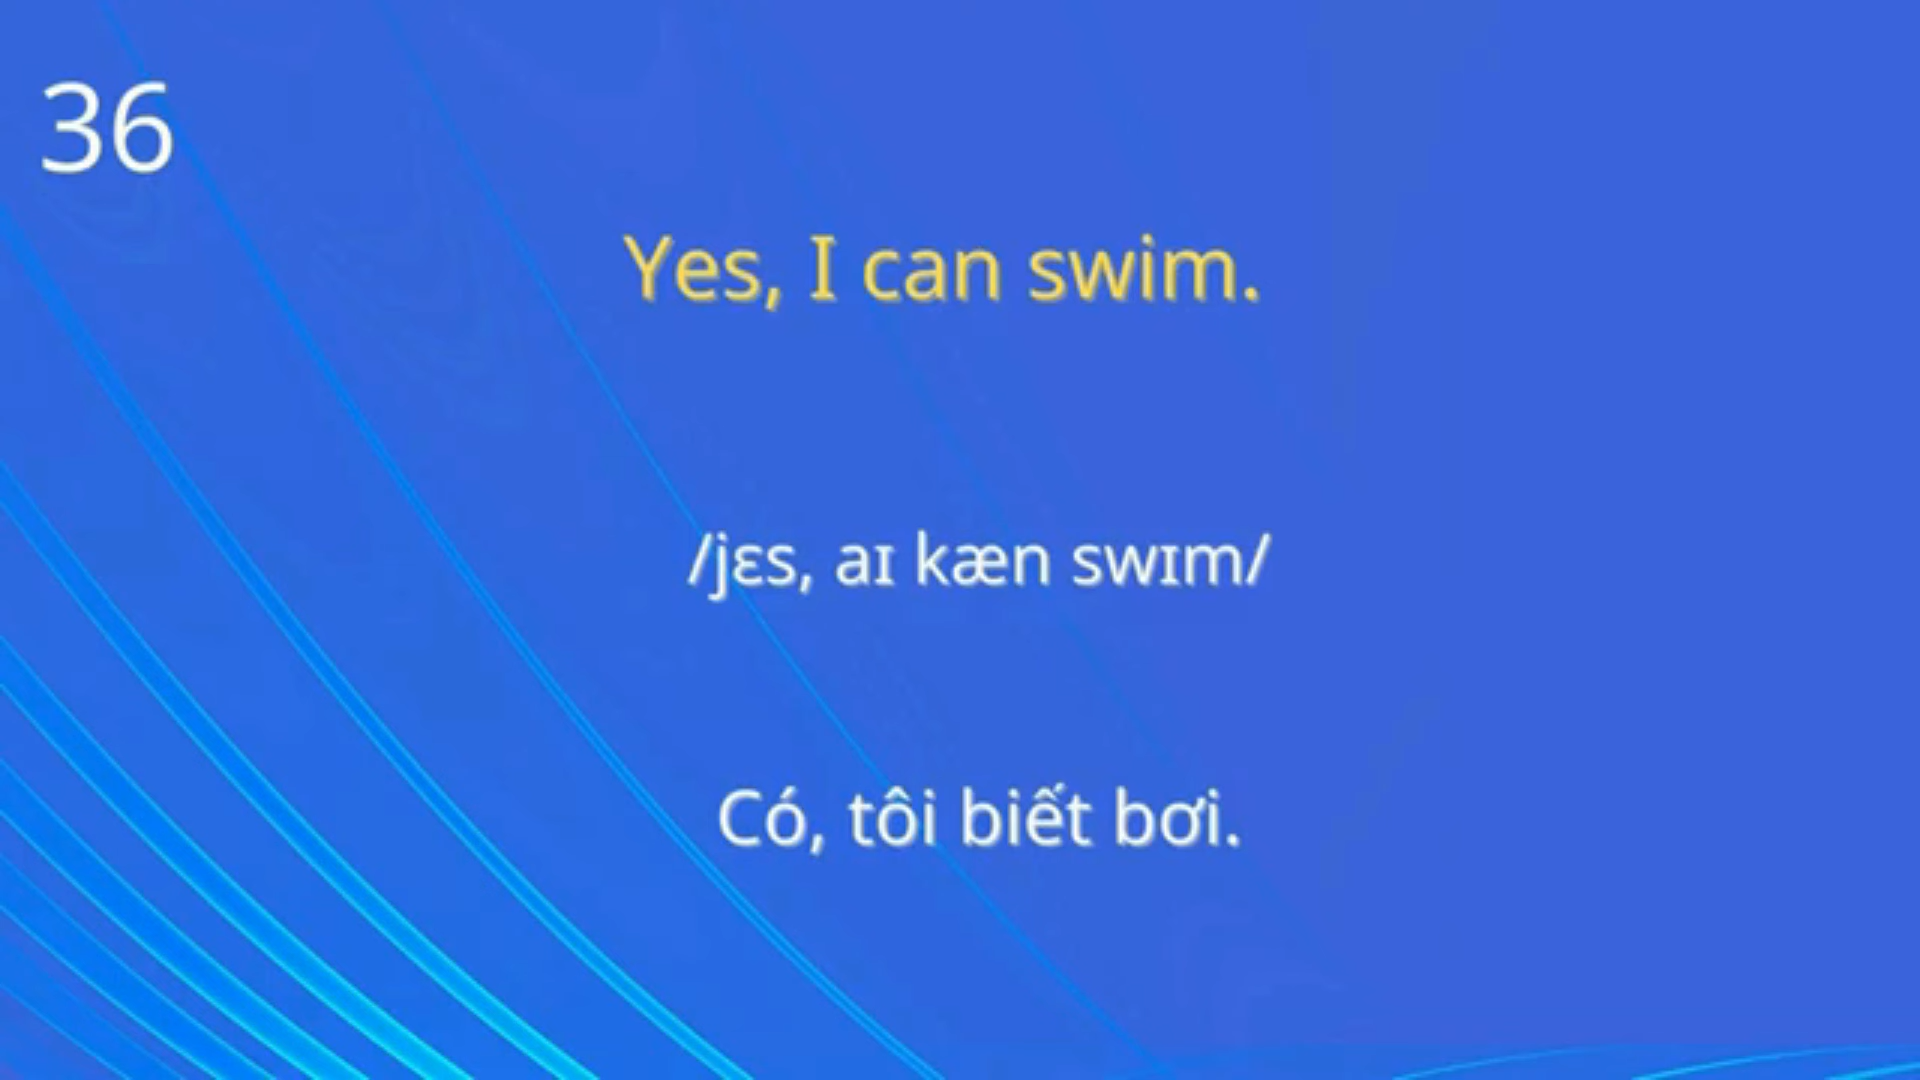 36
Yes, I can swim.
/jɛs, aɪ kæn swɪm/
Có, tôi biết bơi.